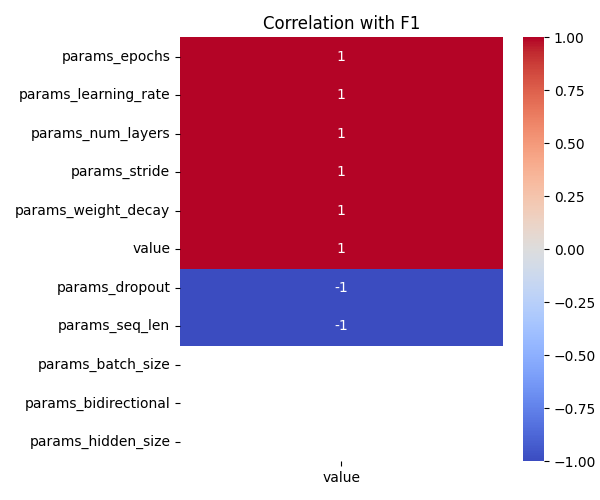 Correlation with F1
params_epochs 1
params_learning_rate 1
params_num_layers 1
params_stride 1
params_weight_decay 1
value 1
params_dropout -1
params_seq_len -1
params_batch_size
params_bidirectional
params_hidden_size
value
1.00
0.75
0.50
0.25
0.00
−0.25
−0.50
−0.75
−1.00